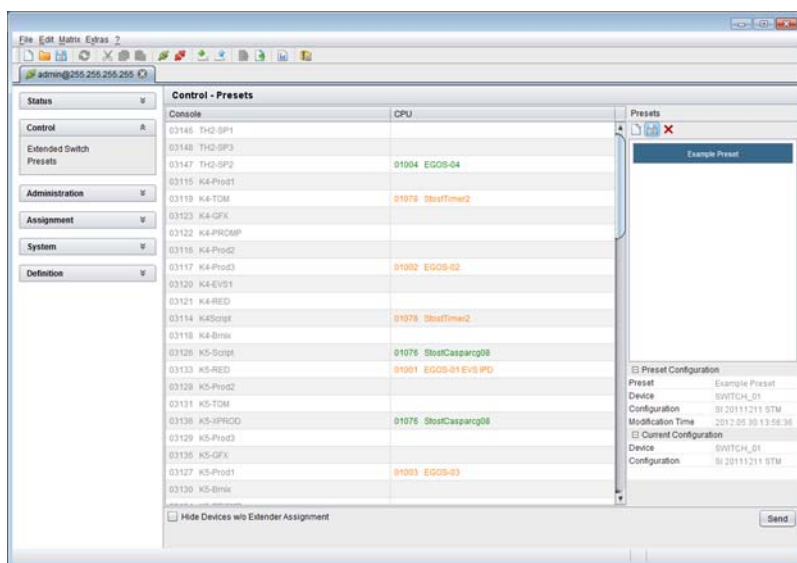 File Edit Matrix Extras ?
admin@255.255.255.255
Status
Control
Extended Switch
Presets
Administration
Assignment
System
Definition
Control - Presets
Console CPU
03145 TH2-SP1
03148 TH2-SP3
03147 TH2-SP2 01004 EGOS-04
03115 K4-Prod1
03119 K4-TOM 01078 StostTimer2
03123 K4-GFX
03122 K4-PROMP
03116 K4-Prod2
03117 K4-Prod3 01002 EGOS-02
03120 K4-EVS1
03121 K4-RED
03114 K4Script 01078 StostTimer2
03118 K4-Bmix
03126 K5-Script 01076 StostCasparcg08
03133 K5-RED 01001 EGOS-01 EVS IPD
03128 K5-Prod2
03131 K5-TOM
03136 K5-XPROD 01076 StostCasparcg08
03129 K5-Prod3
03135 K5-GFX
03127 K5-Prod1 01003 EGOS-03
03130 K5-Bmix
Hide Devices w/o Extender Assignment
Presets
Example Preset
Preset Configuration
Preset Example Preset
Device SWITCH_01
Configuration SI 20111211 STM
Modification Time 2012.05.30 13:56:36
Current Configuration
Device SWITCH_01
Configuration SI 20111211 STM
Send